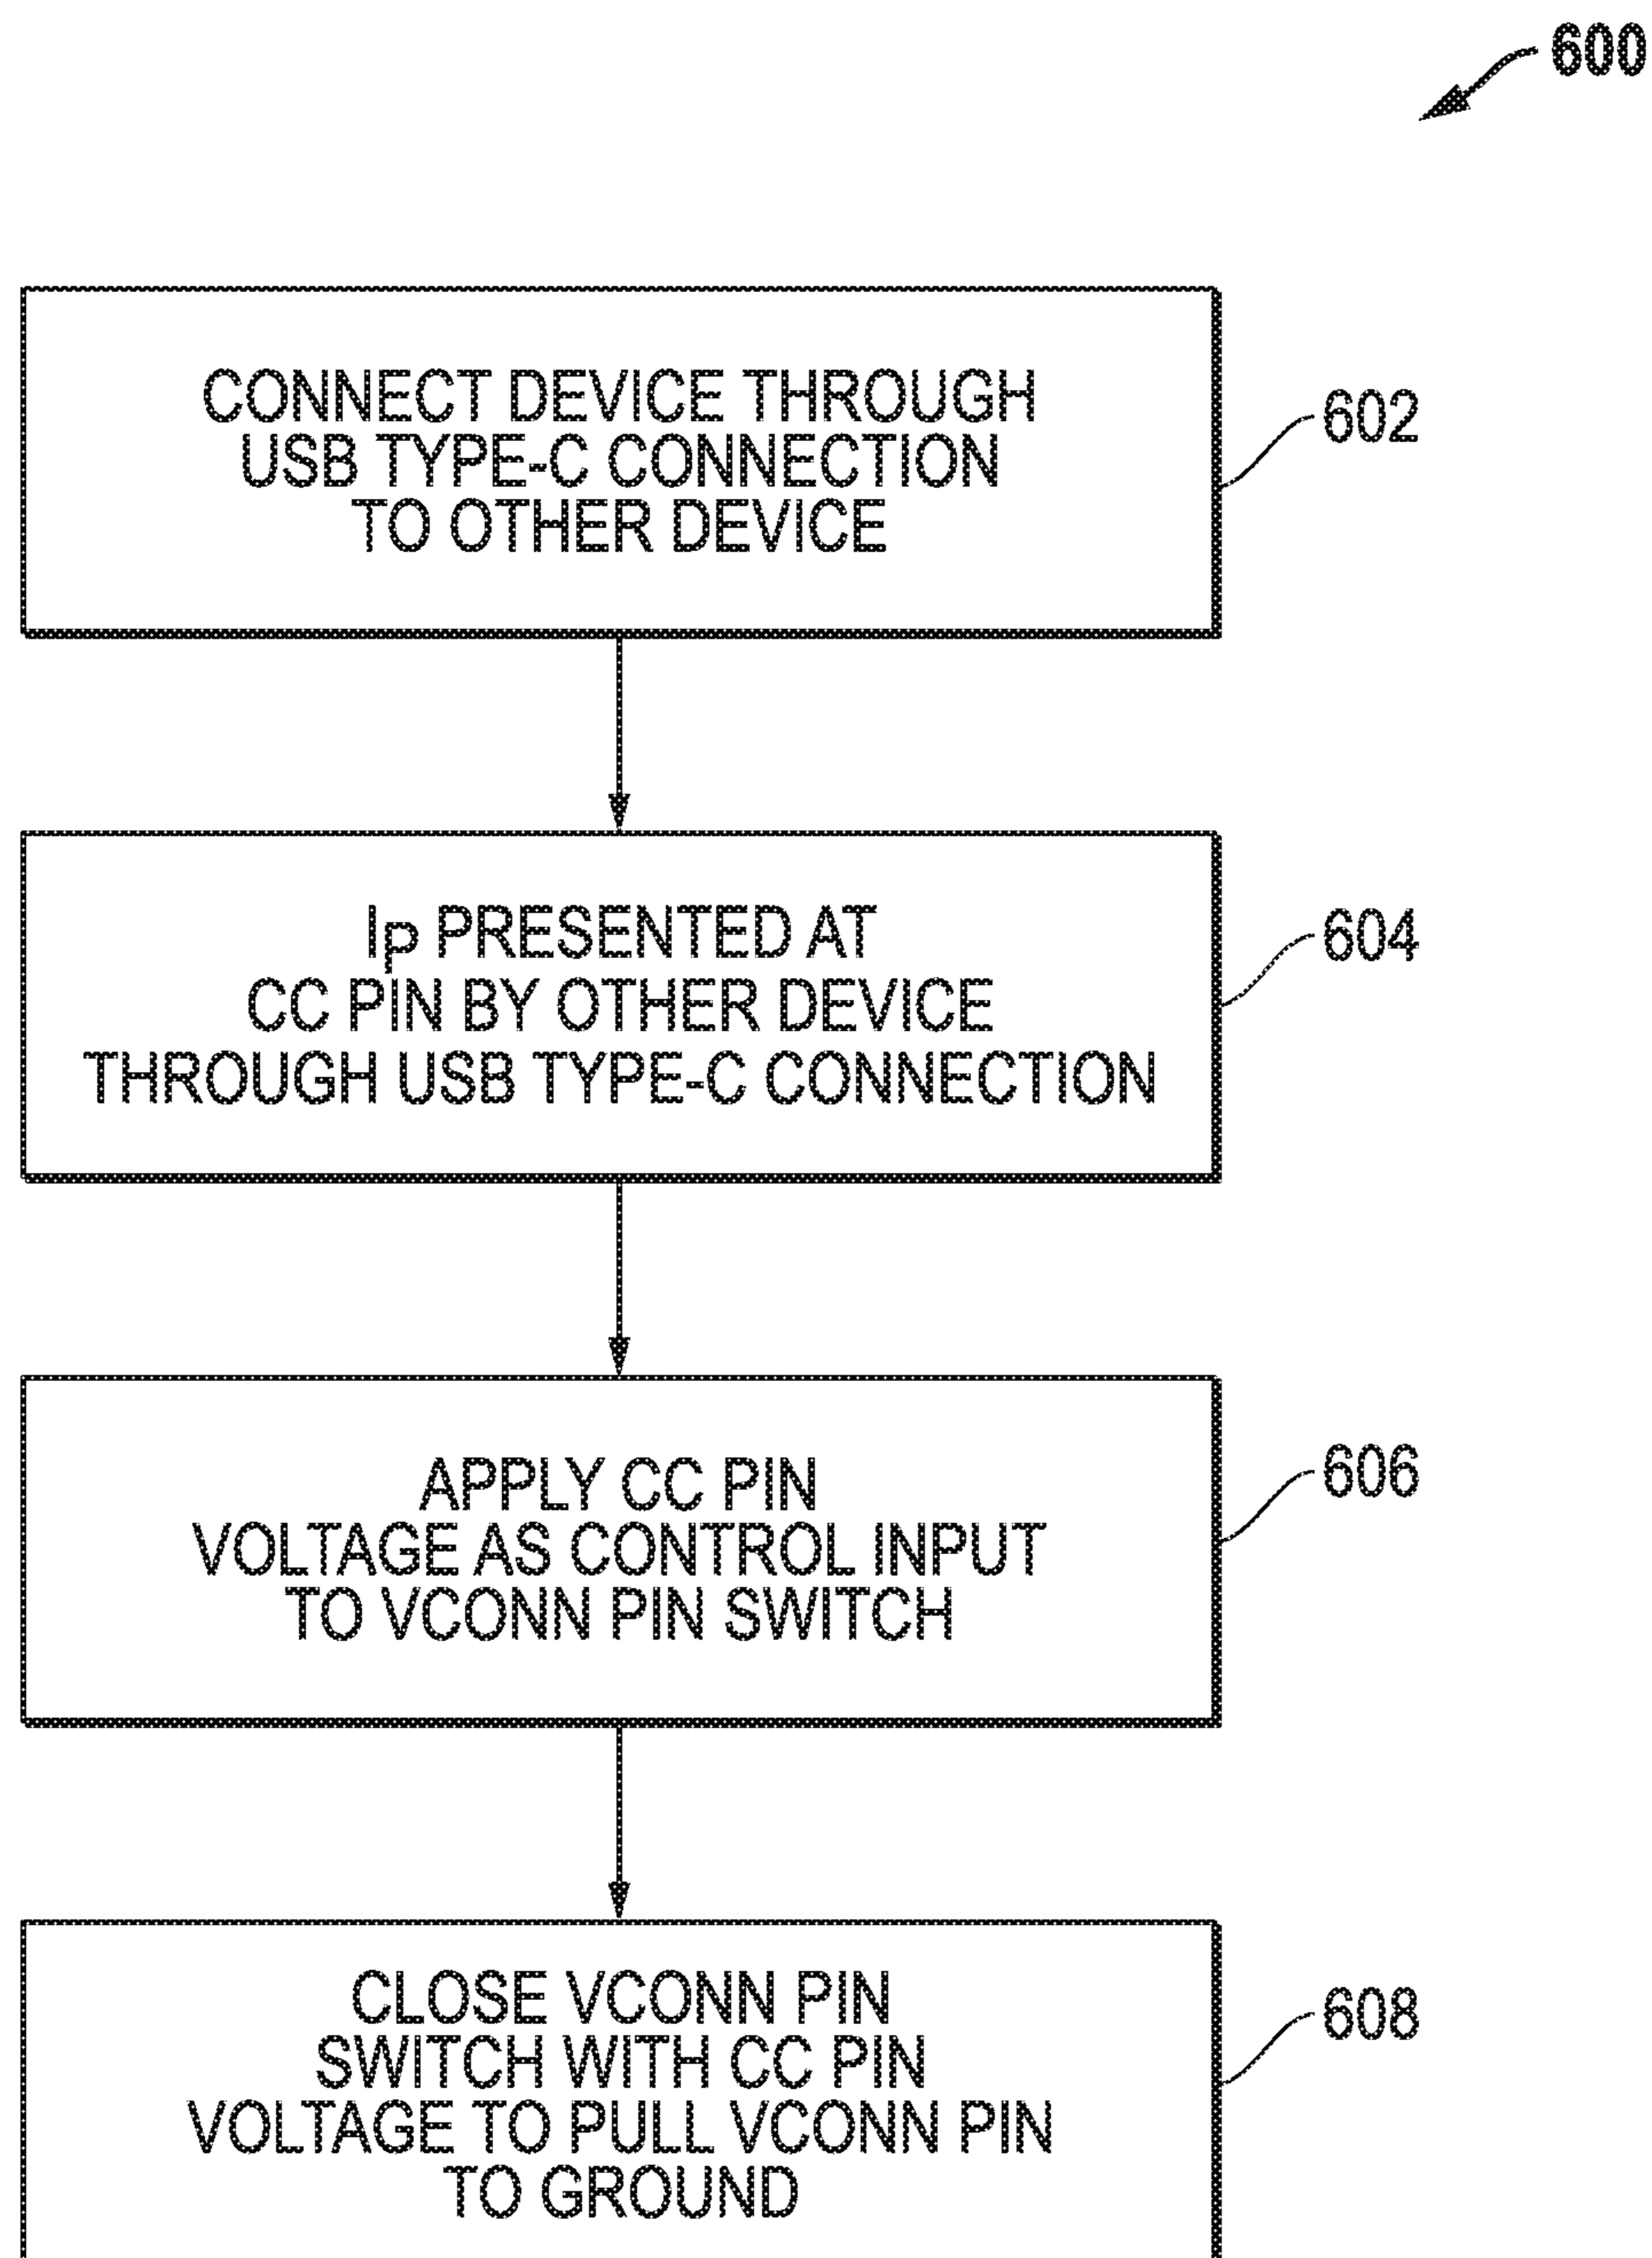 600
CONNECT DEVICE THROUGH
USB TYPE-C CONNECTION
TO OTHER DEVICE
602
IP PRESENTED AT
CC PIN BY OTHER DEVICE
THROUGH USB TYPE-C CONNECTION
604
APPLY CC PIN
VOLTAGE AS CONTROL INPUT
TO VCONN PIN SWITCH
606
CLOSE VCONN PIN
SWITCH WITH CC PIN
VOLTAGE TO PULL VCONN PIN
TO GROUND
608